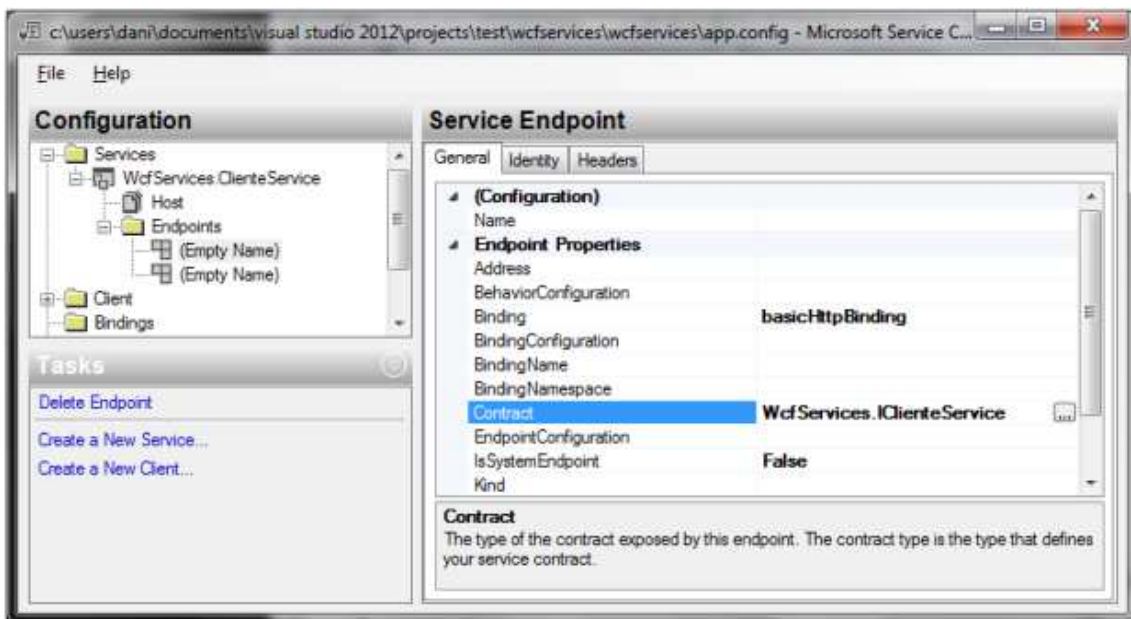 c:\users\dani\documents\visual studio 2012\projects\test\wcfservices\wcfservices\app.config - Microsoft Service C...
File Help
Configuration
Services
WcfServices.ClienteService
Host
Endpoints
(Empty Name)
(Empty Name)
Client
Bindings
Tasks
Delete Endpoint
Create a New Service...
Create a New Client...
Service Endpoint
General Identity Headers
(Configuration)
Name
Endpoint Properties
Address
BehaviorConfiguration
Binding basicHttpBinding
BindingConfiguration
BindingName
BindingNamespace
Contract WcfServices.IClienteService ...
EndpointConfiguration
IsSystemEndpoint False
Kind
Contract
The type of the contract exposed by this endpoint. The contract type is the type that defines
your service contract.